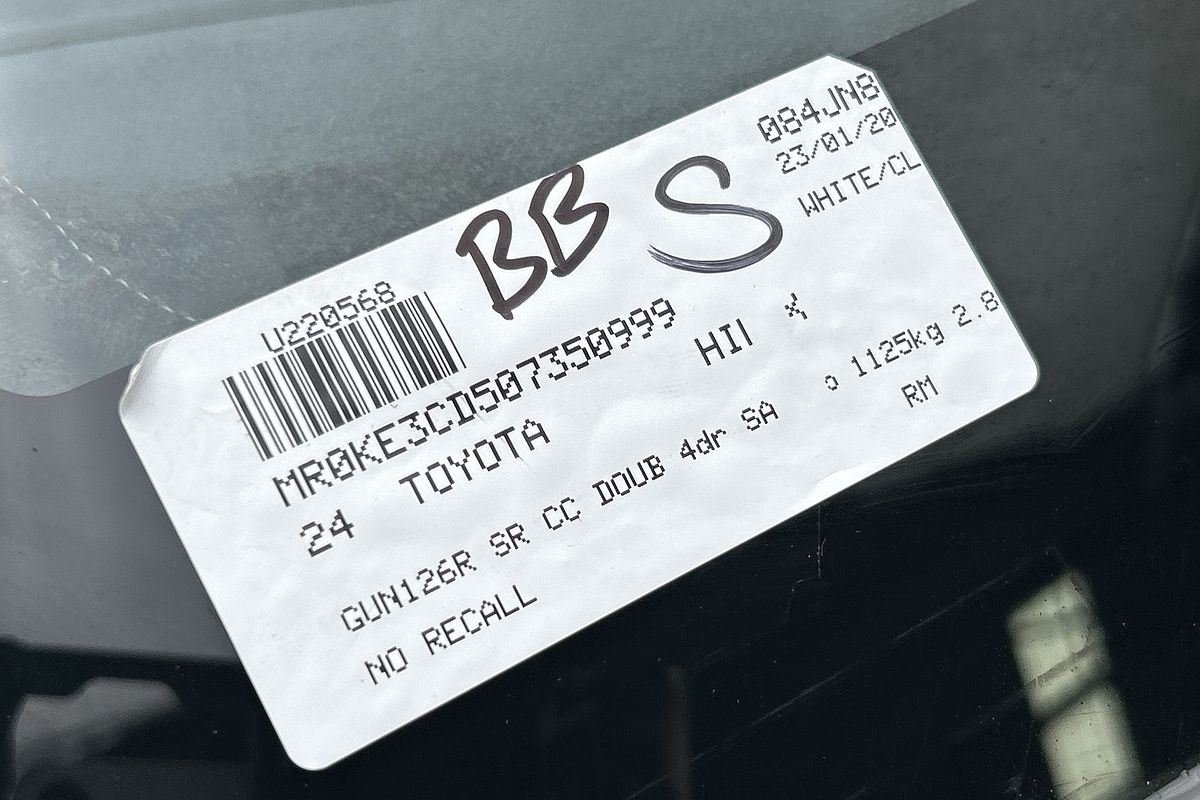 084JN8
23/01/20
WHITE/CL
BB S
U220568
MR0KE3CD507350999
24 TOYOTA HII
GUN126R SR CC DOUB 4dr SA 1125kg 2.8
NO RECALL RM